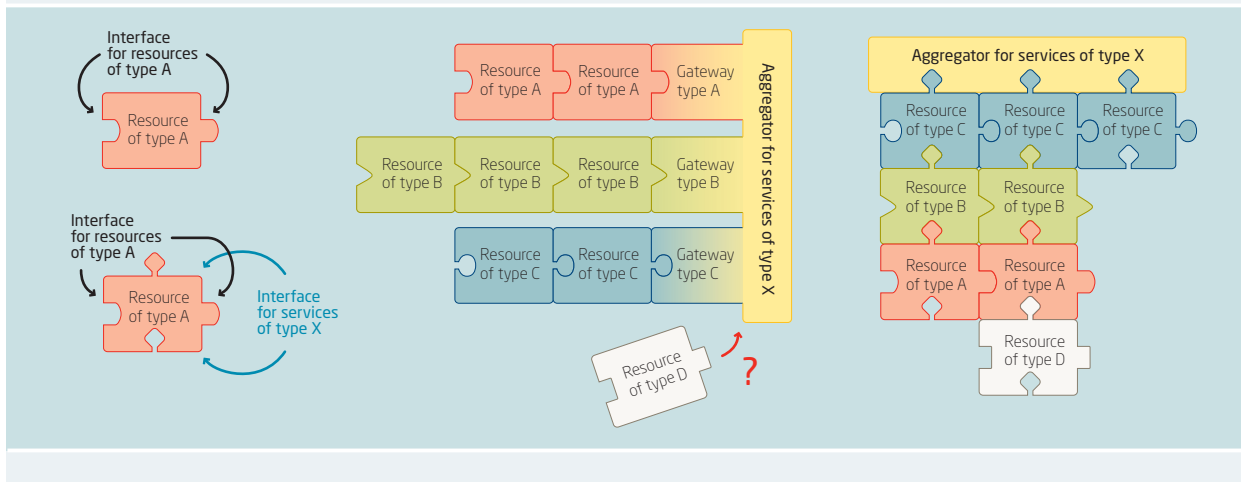 Interface
for resources
of type A
Resource
of type A
Interface
for resources
of type A
Resource
of type A
Interface
for services
of type X
Resource
of type A
Resource
of type A
Gateway
type A
Resource
of type B
Resource
of type B
Resource
of type B
Gateway
type B
Resource
of type C
Resource
of type C
Gateway
type C
Aggregator for services of type X
Resource
of type D
?
Aggregator for services of type X
Resource
of type C
Resource
of type C
Resource
of type C
Resource
of type B
Resource
of type B
Resource
of type A
Resource
of type A
Resource
of type D